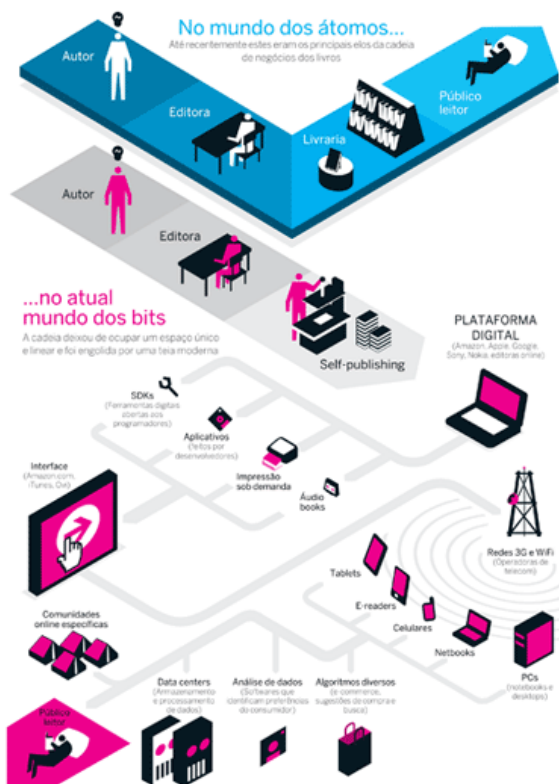 No mundo dos átomos...
Até recentemente estes eram os principais elos da cadeia
de negócios dos livros
Autor
Editora
Livraria
Público
leitor
Autor
Editora
Self-publishing
...no atual
mundo dos bits
A cadeia deixou de ocupar um espaço único
e linear e foi engolida por uma teia moderna
PLATAFORMA
DIGITAL
(Amazon, Apple, Google,
Sony, Nokia, editoras online)
SDKs
(Ferramentas digitais
abertas aos
programadores)
Aplicativos
(feitos por
desenvolvedores)
Impressão
sob demanda
Áudio
books
Interface
(Amazon.com,
iTunes, Ovi)
Redes 3G e WiFi
(Operadoras de
telecom)
Tablets
E-readers
Celulares
Netbooks
PCs
(notebooks e
desktops)
Comunidades
online específicas
Data centers
(Armazenamento
e processamento
de dados)
Análise de dados
(Softwares que
identificam preferências
do consumidor)
Algoritmos diversos
(e-commerce,
sugestões de compra e
busca)
Público
leitor